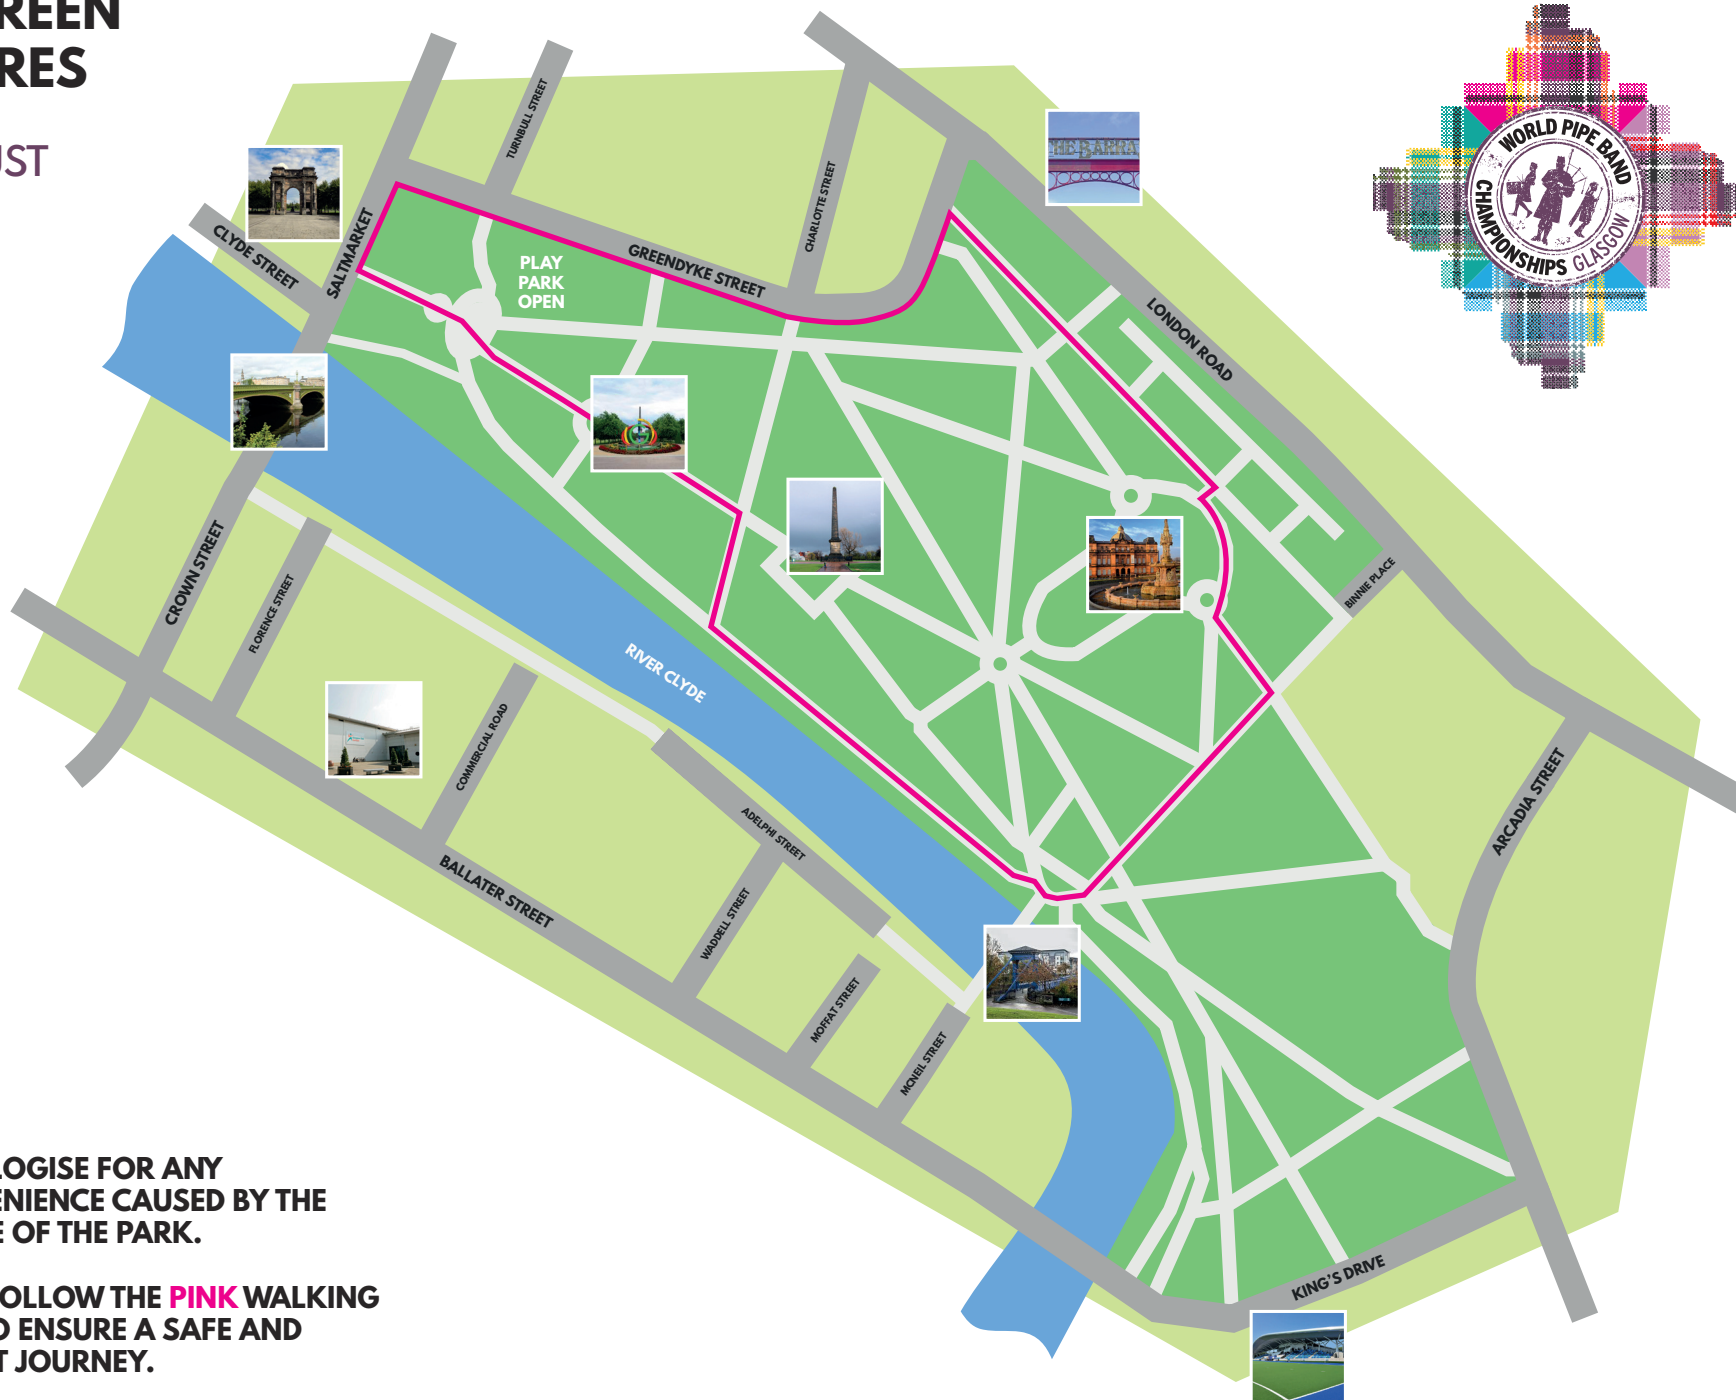 REEN
RES
UST
WORLD PIPE BAND
CHAMPIONSHIPS GLASGOW
TURNBULL STREET
CHARLOTTE STREET
CLYDE STREET
SALTMARKET
GREENDYKE STREET
PLAY
PARK
OPEN
LONDON ROAD
BINNIE PLACE
CROWN STREET
FLORENCE STREET
RIVER CLYDE
COMMERCIAL ROAD
ADELPHI STREET
ARCADIA STREET
BALLATER STREET
WADDELL STREET
MOFFAT STREET
MCNEIL STREET
KING'S DRIVE
LOGISE FOR ANY
ENIENCE CAUSED BY THE
E OF THE PARK.
OLLOW THE PINK WALKING
O ENSURE A SAFE AND
T JOURNEY.